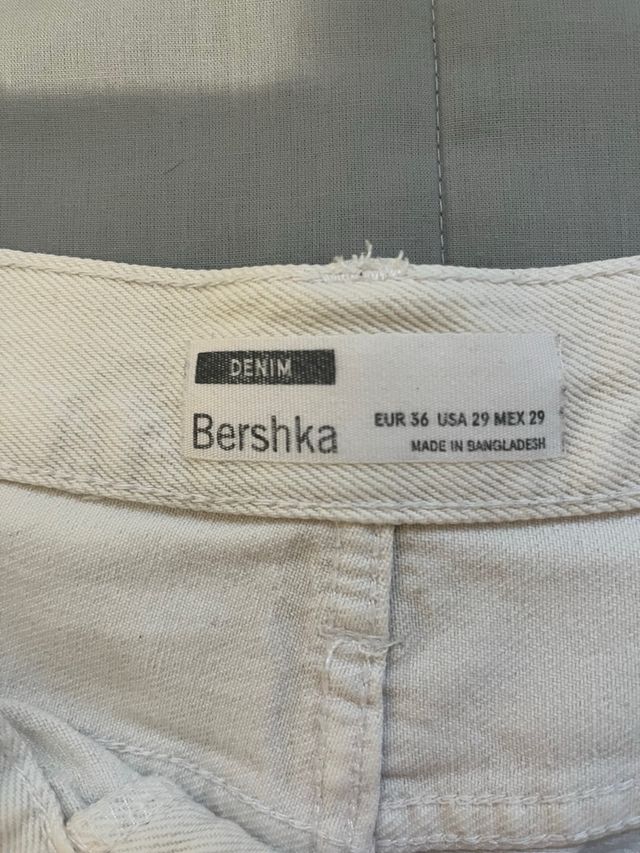 DENIM
Bershka
EUR 36 USA 29 MEX 29
MADE IN BANGLADESH